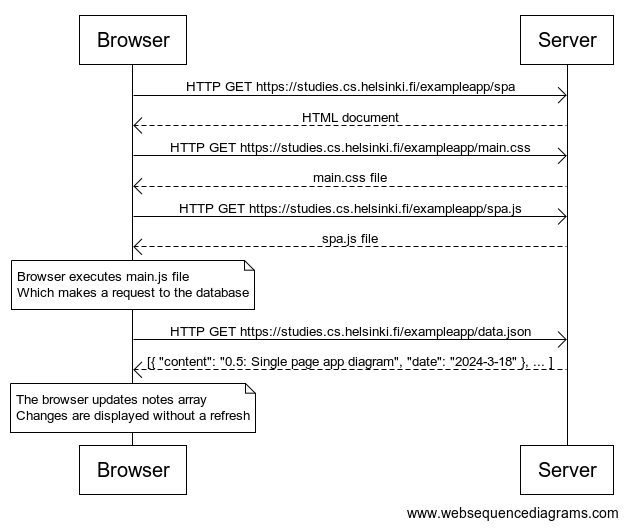 Browser
Server
HTTP GET https://studies.cs.helsinki.fi/exampleapp/spa
HTML document
HTTP GET https://studies.cs.helsinki.fi/exampleapp/main.css
main.css file
HTTP GET https://studies.cs.helsinki.fi/exampleapp/spa.js
spa.js file
Browser executes main.js file
Which makes a request to the database
HTTP GET https://studies.cs.helsinki.fi/exampleapp/data.json
[{ "content": "0.5: Single page app diagram", "date": "2024-3-18" }, ... ]
The browser updates notes array
Changes are displayed without a refresh
Browser
Server
www.websequencediagrams.com